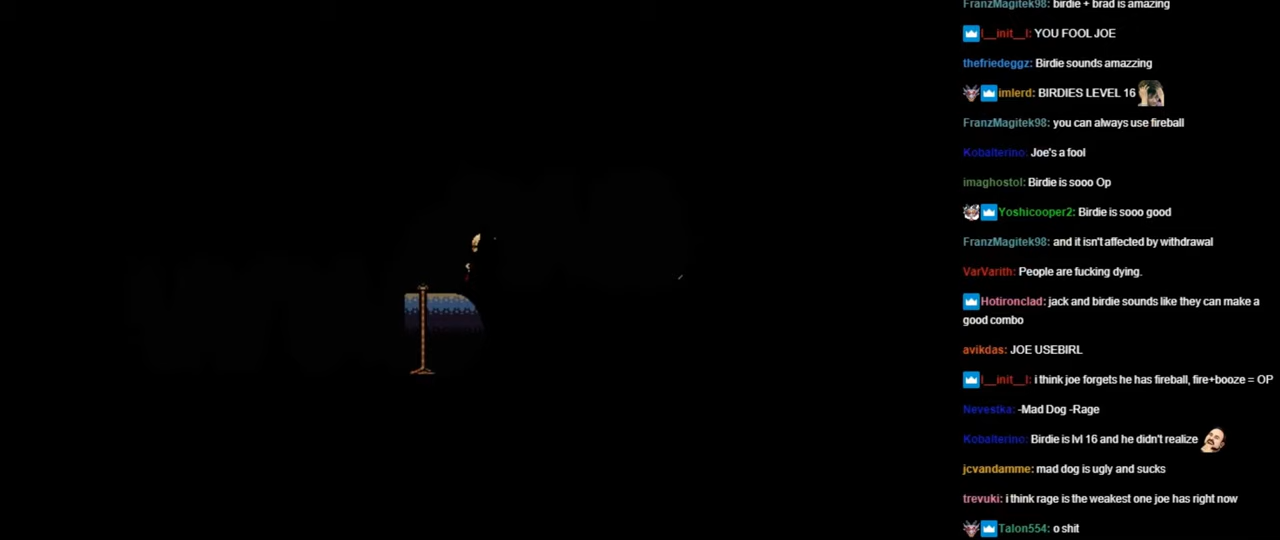 FranzMagitek98: birdie + brad is amazing
l__init__l: YOU FOOL JOE
thefriedeggz: Birdie sounds amazzing
imlerd: BIRDIES LEVEL 16
FranzMagitek98: you can always use fireball
Kobalterino: Joe's a fool
imaghostol: Birdie is sooo Op
Yoshicooper2: Birdie is sooo good
FranzMagitek98: and it isn't affected by withdrawal
VarVarith: People are fucking dying.
Hotironclad: jack and birdie sounds like they can make a
good combo
avikdas: JOE USEBIRL
l__init__l: i think joe forgets he has fireball, fire+booze = OP
Nevestka: -Mad Dog -Rage
Kobalterino: Birdie is lvl 16 and he didn't realize
jcvandamme: mad dog is ugly and sucks
trevuki: i think rage is the weakest one joe has right now
Talon554: o shit